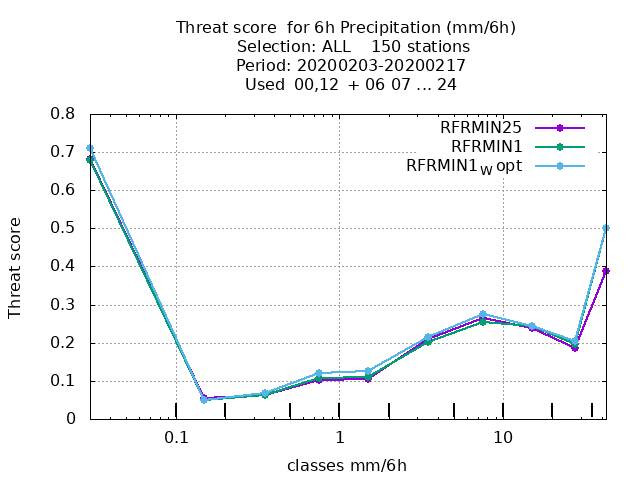 Threat score  for 6h Precipitation (mm/6h)
Selection: ALL    150 stations
Period: 20200203-20200217
Used  00,12  + 06 07 ... 24
RFRMIN25
RFRMIN1
RFRMIN1W opt
0.8
0.7
0.6
0.5
0.4
0.3
0.2
0.1
0
Threat score
0.1 1 10
classes mm/6h